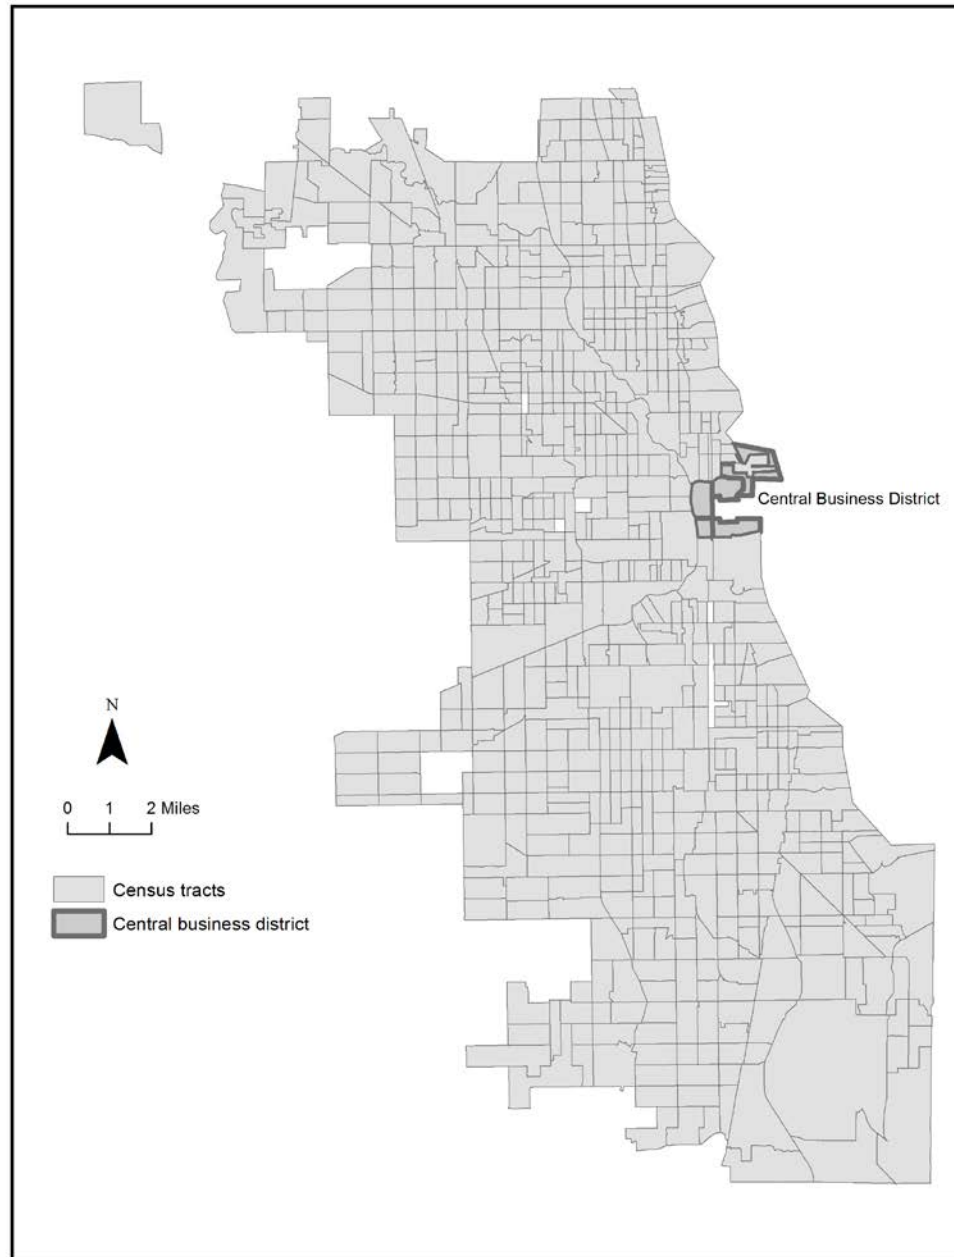 Central Business District
N
0 1 2 Miles
Census tracts
Central business district